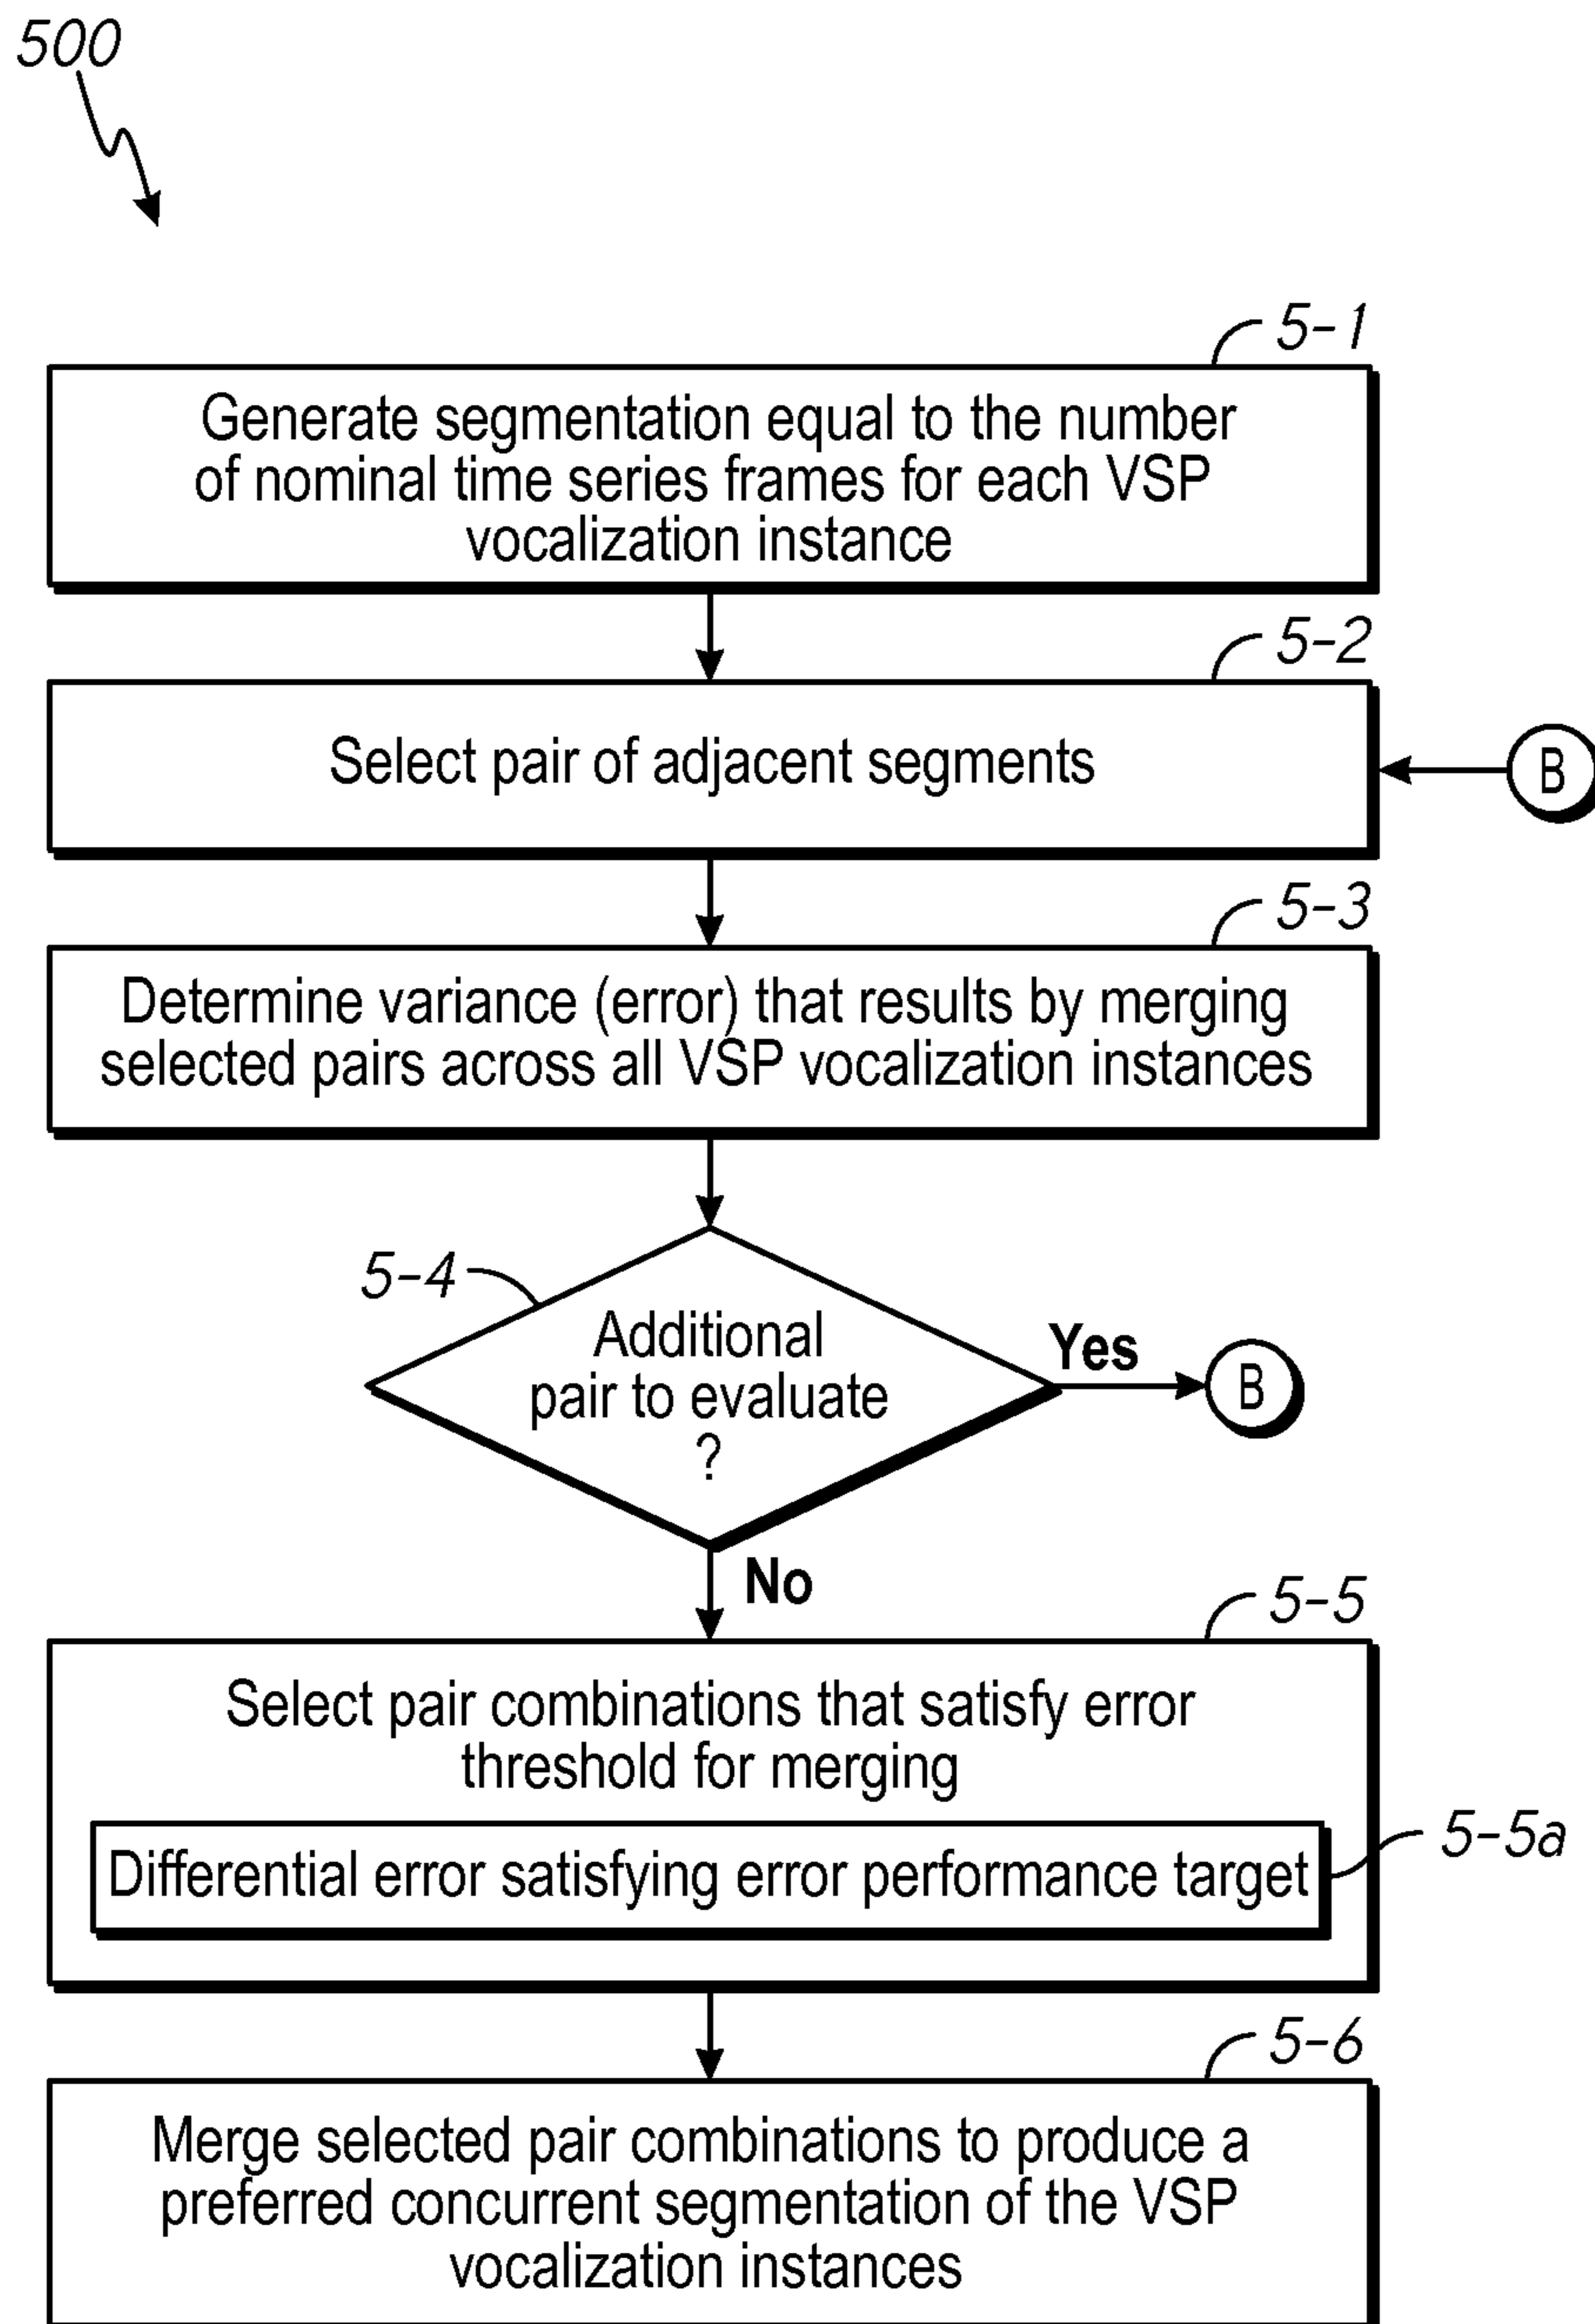 500
5-1
Generate segmentation equal to the number
of nominal time series frames for each VSP
vocalization instance
5-2
Select pair of adjacent segments
B
5-3
Determine variance (error) that results by merging
selected pairs across all VSP vocalization instances
5-4
Additional
pair to evaluate
?
Yes
B
No
5-5
Select pair combinations that satisfy error
threshold for merging
5-5a
Differential error satisfying error performance target
5-6
Merge selected pair combinations to produce a
preferred concurrent segmentation of the VSP
vocalization instances